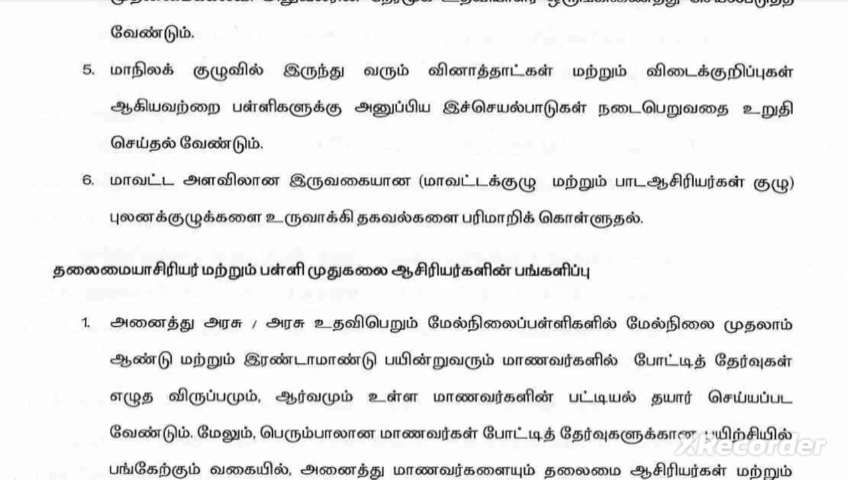 வேண்டும்.
5. மாநிலக் குழுவில் இருந்து வரும் வினாத்தாட்கள் மற்றும் விடைக்குறிப்புகள்
ஆகியவற்றை பள்ளிகளுக்கு அனுப்பிய இச்செயல்பாடுகள் நடைபெறுவதை உறுதி
செய்தல் வேண்டும்.
6. மாவட்ட அளவிலான இருவகையான (மாவட்டக்குழு மற்றும் பாடஆசிரியர்கள் குழு)
புலனக்குழுக்களை உருவாக்கி தகவல்களை பரிமாறிக் கொள்ளுதல்.
தலைமையாசிரியர் மற்றும் பள்ளி முதுகலை ஆசிரியர்களின் பங்களிப்பு
1. அனைத்து அரசு / அரசு உதவிபெறும் மேல்நிலைப்பள்ளிகளில் மேல்நிலை முதலாம்
ஆண்டு மற்றும் இரண்டாமாண்டு பயின்றுவரும் மாணவர்களில் போட்டித் தேர்வுகள்
எழுத விருப்பமும், ஆர்வமும் உள்ள மாணவர்களின் பட்டியல் தயார் செய்யப்பட
வேண்டும். மேலும், பெரும்பாலான மாணவர்கள் போட்டித் தேர்வுகளுக்கான பயிற்சியில்
பங்கேற்கும் வகையில், அனைத்து மாணவர்களையும் தலைமை ஆசிரியர்கள் மற்றும்
XRecorder